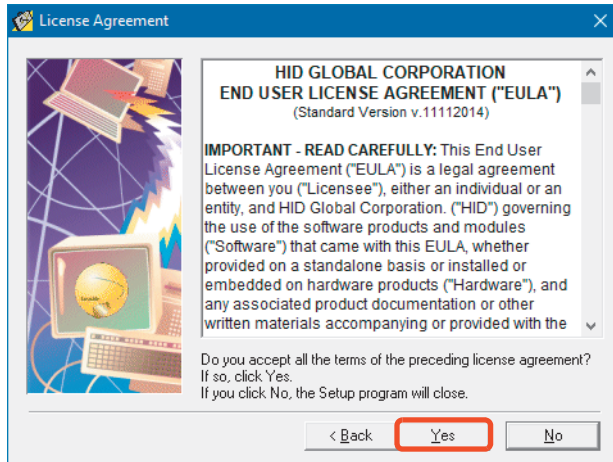 License Agreement
HID GLOBAL CORPORATION
END USER LICENSE AGREEMENT ("EULA")
(Standard Version v.11112014)
IMPORTANT - READ CAREFULLY: This End User
License Agreement ("EULA") is a legal agreement
between you ("Licensee"), either an individual or an
entity, and HID Global Corporation. ("HID") governing
the use of the software products and modules
("Software") that came with this EULA, whether
provided on a standalone basis or installed or
embedded on hardware products ("Hardware"), and
any associated product documentation or other
written materials accompanying or provided with the
Do you accept all the terms of the preceding license agreement?
If so, click Yes.
If you click No, the Setup program will close.
< Back
Yes
No